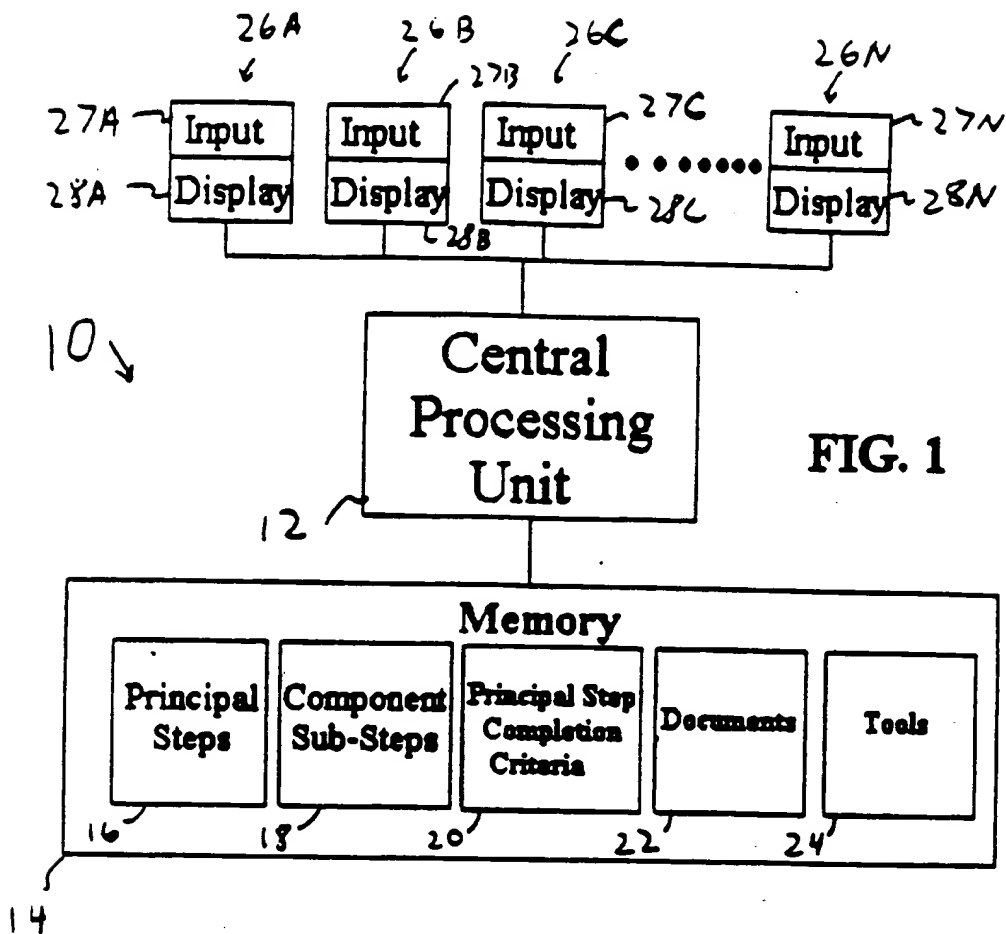 26A 26B 26C 26N
27A Input 27B Input Input 27C Input 27N
28A Display Display 28B Display 28C Display 28N
10
Central
Processing
Unit
12
FIG. 1
Memory
Principal
Steps
16
Component
Sub-Steps
18
Principal Step
Completion
Criteria
20
Documents
22
Tools
24
14